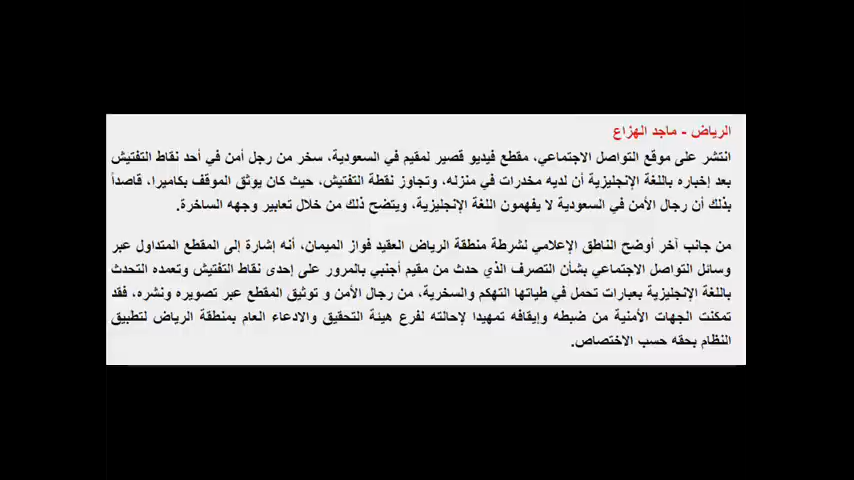 الرياض - ماجد الهزاع
انتشر على موقع التواصل الاجتماعي، مقطع فيديو قصير لمقيم في السعودية، سخر من رجل أمن في أحد نقاط التفتيش
بعد إخباره باللغة الإنجليزية أن لديه مخدرات في منزله، وتجاوز نقطة التفتيش، حيث كان يوثق الموقف بكاميرا، قاصداً
بذلك أن رجال الأمن في السعودية لا يفهمون اللغة الإنجليزية، ويتضح ذلك من خلال تعابير وجهه الساخرة.
من جانب آخر أوضح الناطق الإعلامي لشرطة منطقة الرياض العقيد فواز الميمان، أنه إشارة إلى المقطع المتداول عبر
وسائل التواصل الاجتماعي بشأن التصرف الذي حدث من مقيم أجنبي بالمرور على إحدى نقاط التفتيش وتعمده التحدث
باللغة الإنجليزية بعبارات تحمل في طياتها التهكم والسخرية، من رجال الأمن و توثيق المقطع عبر تصويره ونشره، فقد
تمكنت الجهات الأمنية من ضبطه وإيقافه تمهيدا لإحالته لفرع هيئة التحقيق والادعاء العام بمنطقة الرياض لتطبيق
النظام بحقه حسب الاختصاص.